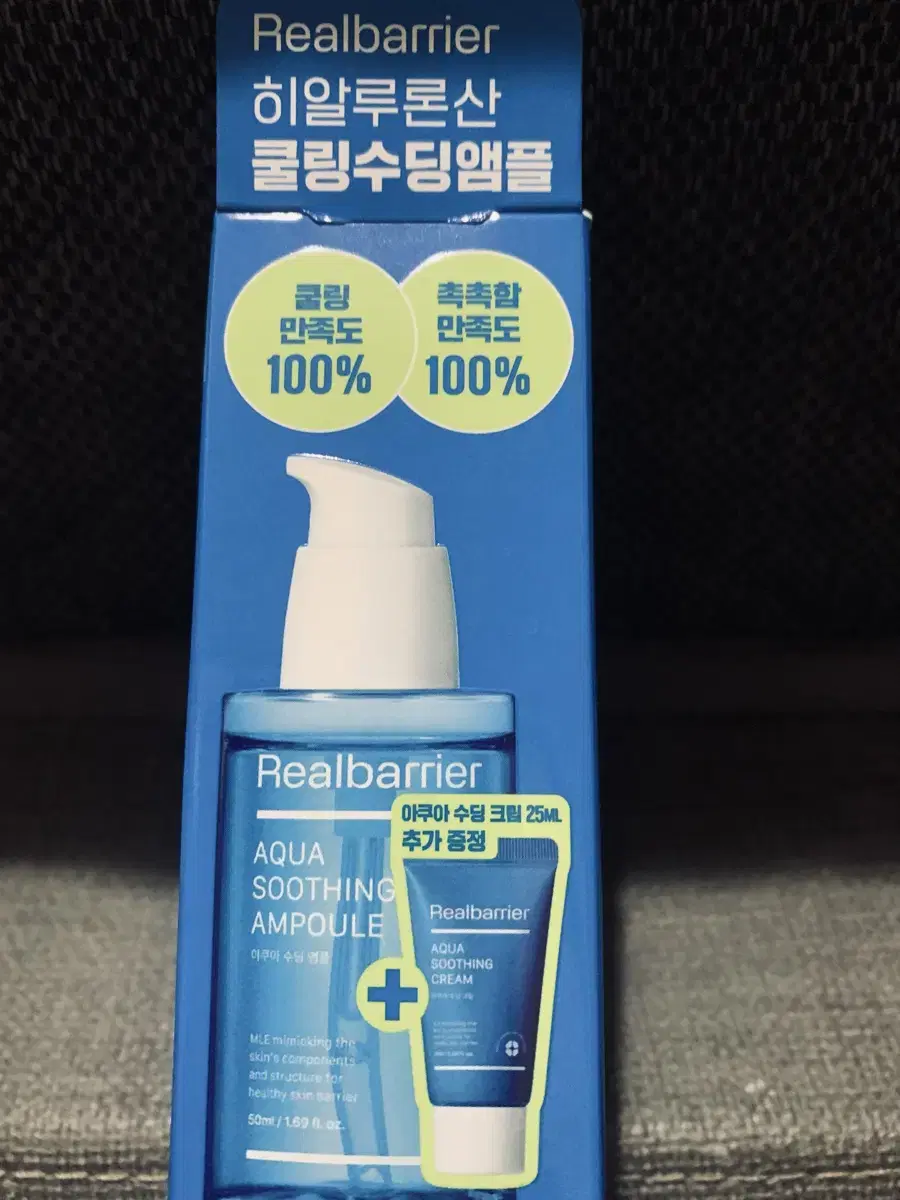 Realbarrier
히알루론산
쿨링수딩앰플
쿨링
만족도
100%
촉촉함
만족도
100%
Realbarrier
AQUA
SOOTHING
AMPOULE
아쿠아 수딩 앰플
MLE mimicking the
skin's components
and structure for
healthy skin barrier
50ml / 1.69 fl. oz.
아쿠아 수딩 크림 25ML
추가 증정
+
Realbarrier
AQUA
SOOTHING
CREAM